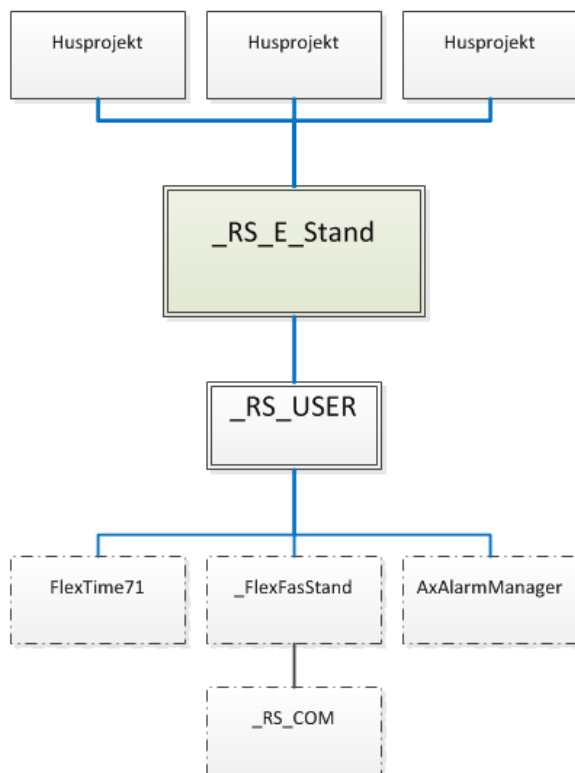 Husprojekt
Husprojekt
Husprojekt
_RS_E_Stand
_RS_USER
FlexTime71
_FlexFasStand
AxAlarmManager
_RS_COM